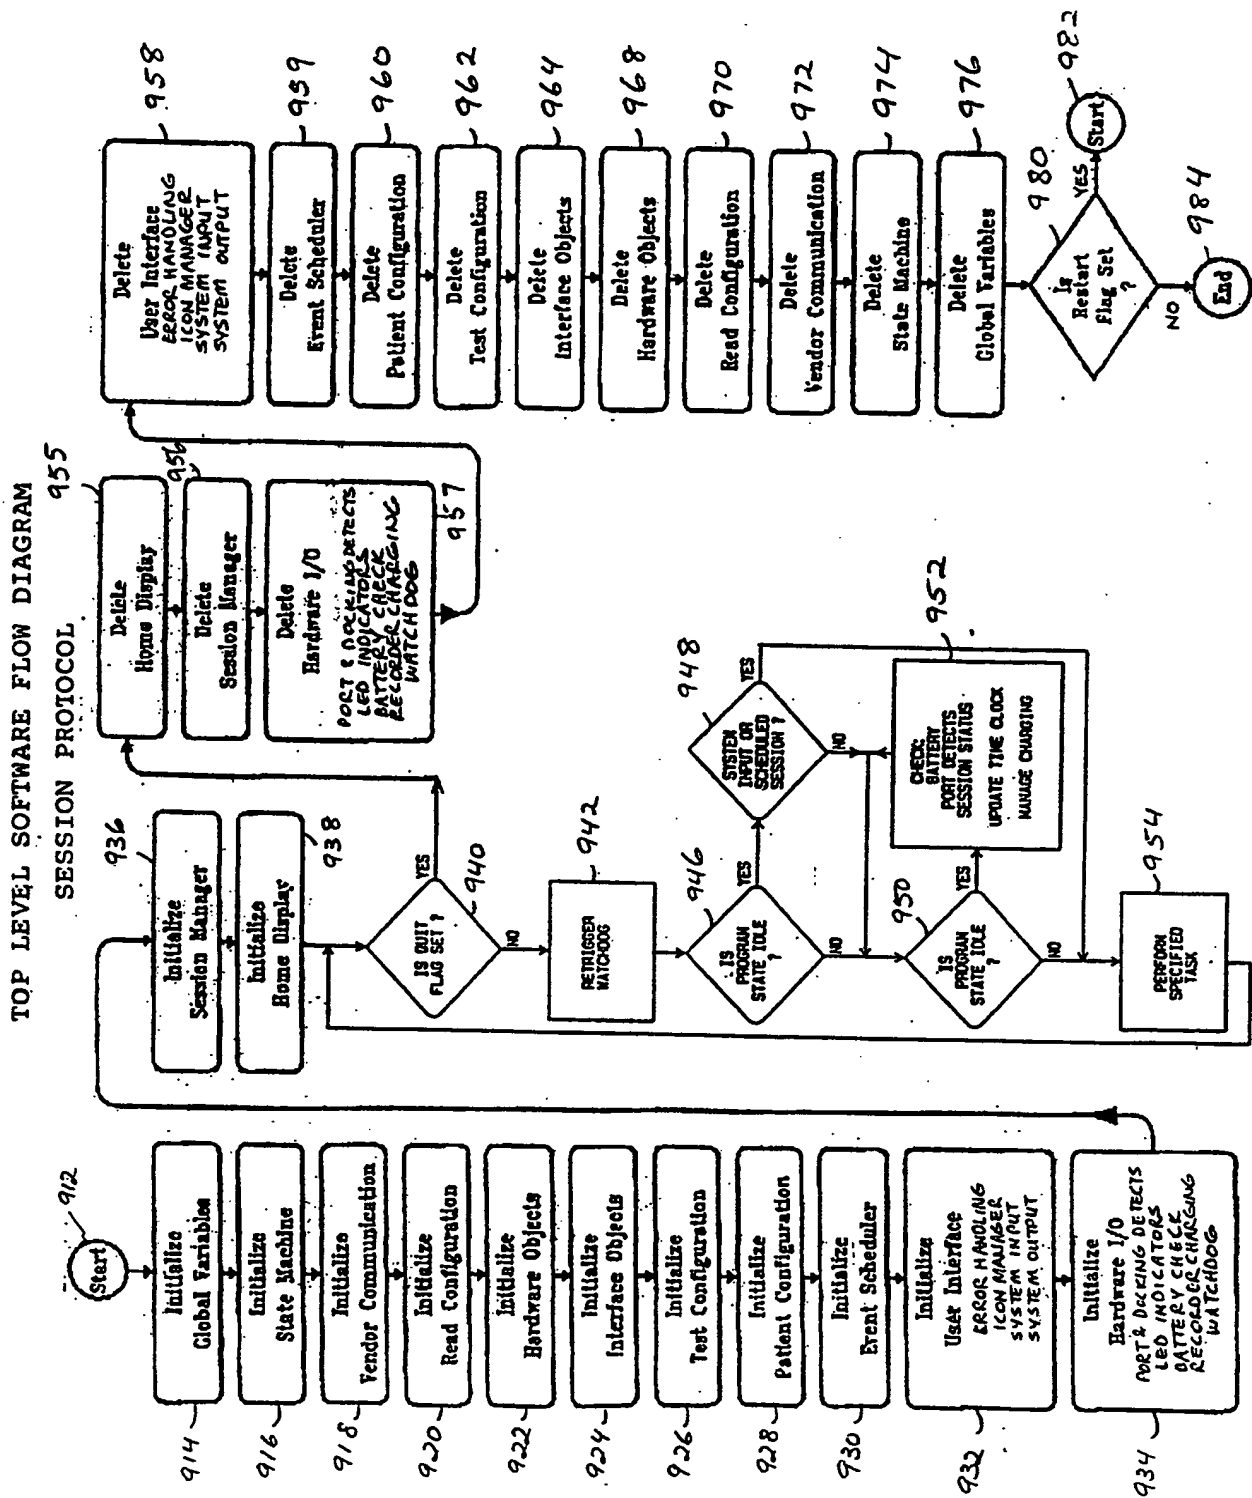 TOP LEVEL SOFTWARE FLOW DIAGRAM
SESSION PROTOCOL
912
Start
914
Initialize
Global Variables
916
Initialize
State Machine
918
Initialize
Vendor Communication
920
Initialize
Read Configuration
922
Initialize
Hardware Objects
924
Initialize
Interface Objects
926
Initialize
Test Configuration
928
Initialize
Patient Configuration
930
Initialize
Event Scheduler
932
Initialize
User Interface
ERROR HANDLING
ICON MANAGER
SYSTEM INPUT
SYSTEM OUTPUT
934
Initialize
Hardware I/O
PORT & DOCKING DETECTS
LED INDICATORS
BATTERY CHECK
RECORDER CHARGING
WATCHDOG
936
Initialize
Session Manager
938
Initialize
Home Display
940
IS QUIT
FLAG SET ?
YES
NO
942
RETRIGGER
WATCHDOG
946
IS
PROGRAM
STATE IDLE
?
YES
NO
948
SYSTEM
INPUT OR
SCHEDULED
SESSION ?
YES
NO
950
IS
PROGRAM
STATE IDLE
?
YES
NO
952
CHECK:
BATTERY
PORT DETECTS
SESSION STATUS
UPDATE TIME CLOCK
MANAGE CHARGING
954
PERFORM
SPECIFIED
TASK
955
Delete
Home Display
956
Delete
Session Manager
957
Delete
Hardware I/O
PORT & DOCKING DETECTS
LED INDICATORS
BATTERY CHECK
RECORDER CHARGING
WATCHDOG
958
Delete
User Interface
ERROR HANDLING
ICON MANAGER
SYSTEM INPUT
SYSTEM OUTPUT
959
Delete
Event Scheduler
960
Delete
Patient Configuration
962
Delete
Test Configuration
964
Delete
Interface Objects
968
Delete
Hardware Objects
970
Delete
Read Configuration
972
Delete
Vendor Communication
974
Delete
State Machine
976
Delete
Global Variables
980
Is
Restart
Flag Set
?
YES
NO
982
Start
984
End